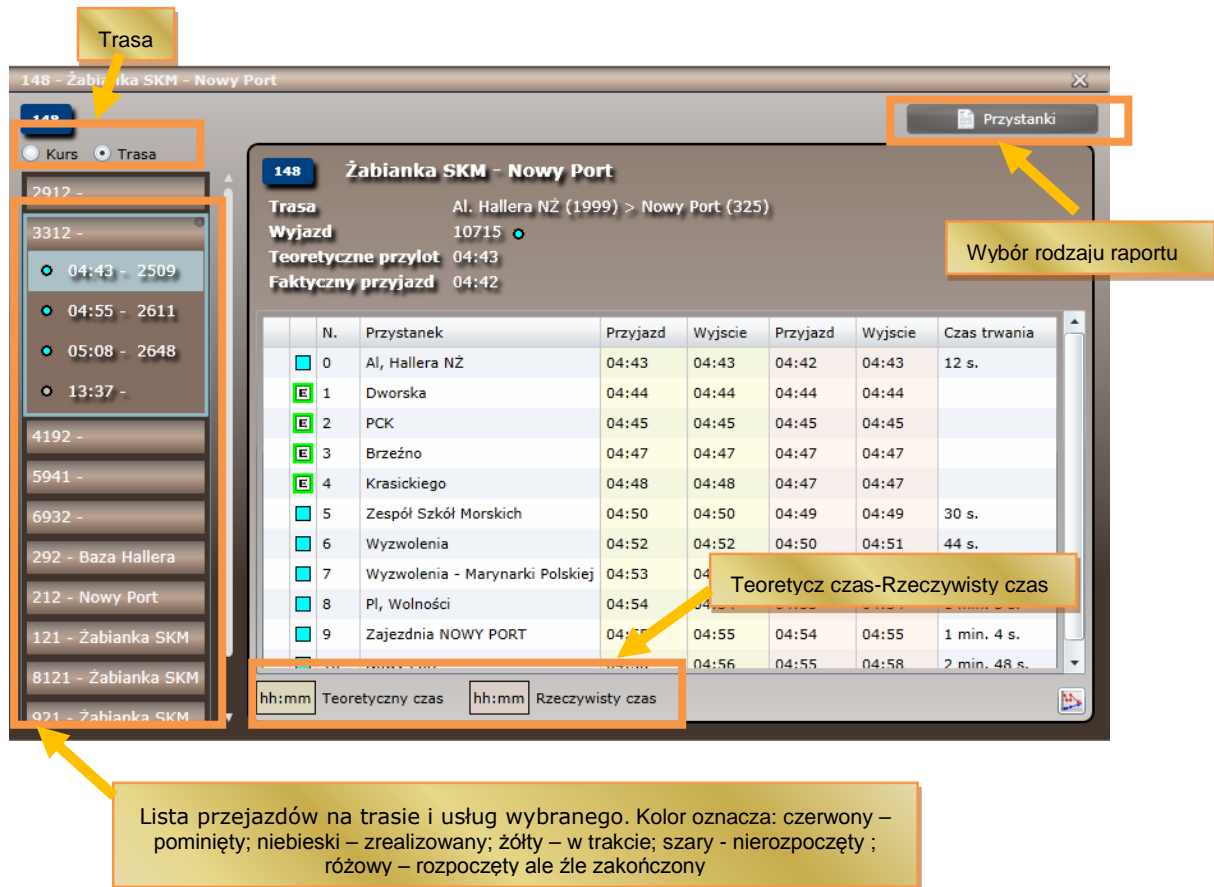 Trasa
148 - Żabianka SKM - Nowy Port
148
Przystanki
Kurs Trasa
148 Żabianka SKM - Nowy Port
2912 -
Trasa Al. Hallera NŻ (1999) > Nowy Port (325)
3312 -
Wyjazd 10715
Wybór rodzaju raportu
04:43 - 2509
Teoretyczne przylot 04:43
Faktyczny przyjazd 04:42
04:55 - 2611
05:08 - 2648
13:37 -
4192 -
5941 -
6932 -
292 - Baza Hallera
212 - Nowy Port
121 - Żabianka SKM
8121 - Żabianka SKM
921 - Żabianka SKM
N. Przystanek Przyjazd Wyjscie Przyjazd Wyjscie Czas trwania
0 Al, Hallera NŻ 04:43 04:43 04:42 04:43 12 s.
E 1 Dworska 04:44 04:44 04:44 04:44
E 2 PCK 04:45 04:45 04:45 04:45
E 3 Brzeźno 04:47 04:47 04:47 04:47
E 4 Krasickiego 04:48 04:48 04:47 04:47
5 Zespół Szkół Morskich 04:50 04:50 04:49 04:49 30 s.
6 Wyzwolenia 04:52 04:52 04:50 04:51 44 s.
7 Wyzwolenia - Marynarki Polskiej 04:53
Teoretycz czas-Rzeczywisty czas
8 Pl, Wolności 04:54
9 Zajezdnia NOWY PORT 04:55 04:54 04:55 1 min. 4 s.
04:56 04:55 04:58 2 min. 48 s.
hh:mm Teoretyczny czas hh:mm Rzeczywisty czas
Lista przejazdów na trasie i usług wybranego. Kolor oznacza: czerwony –
pominięty; niebieski – zrealizowany; żółty – w trakcie; szary - nierozpoczęty ;
różowy – rozpoczęty ale źle zakończony